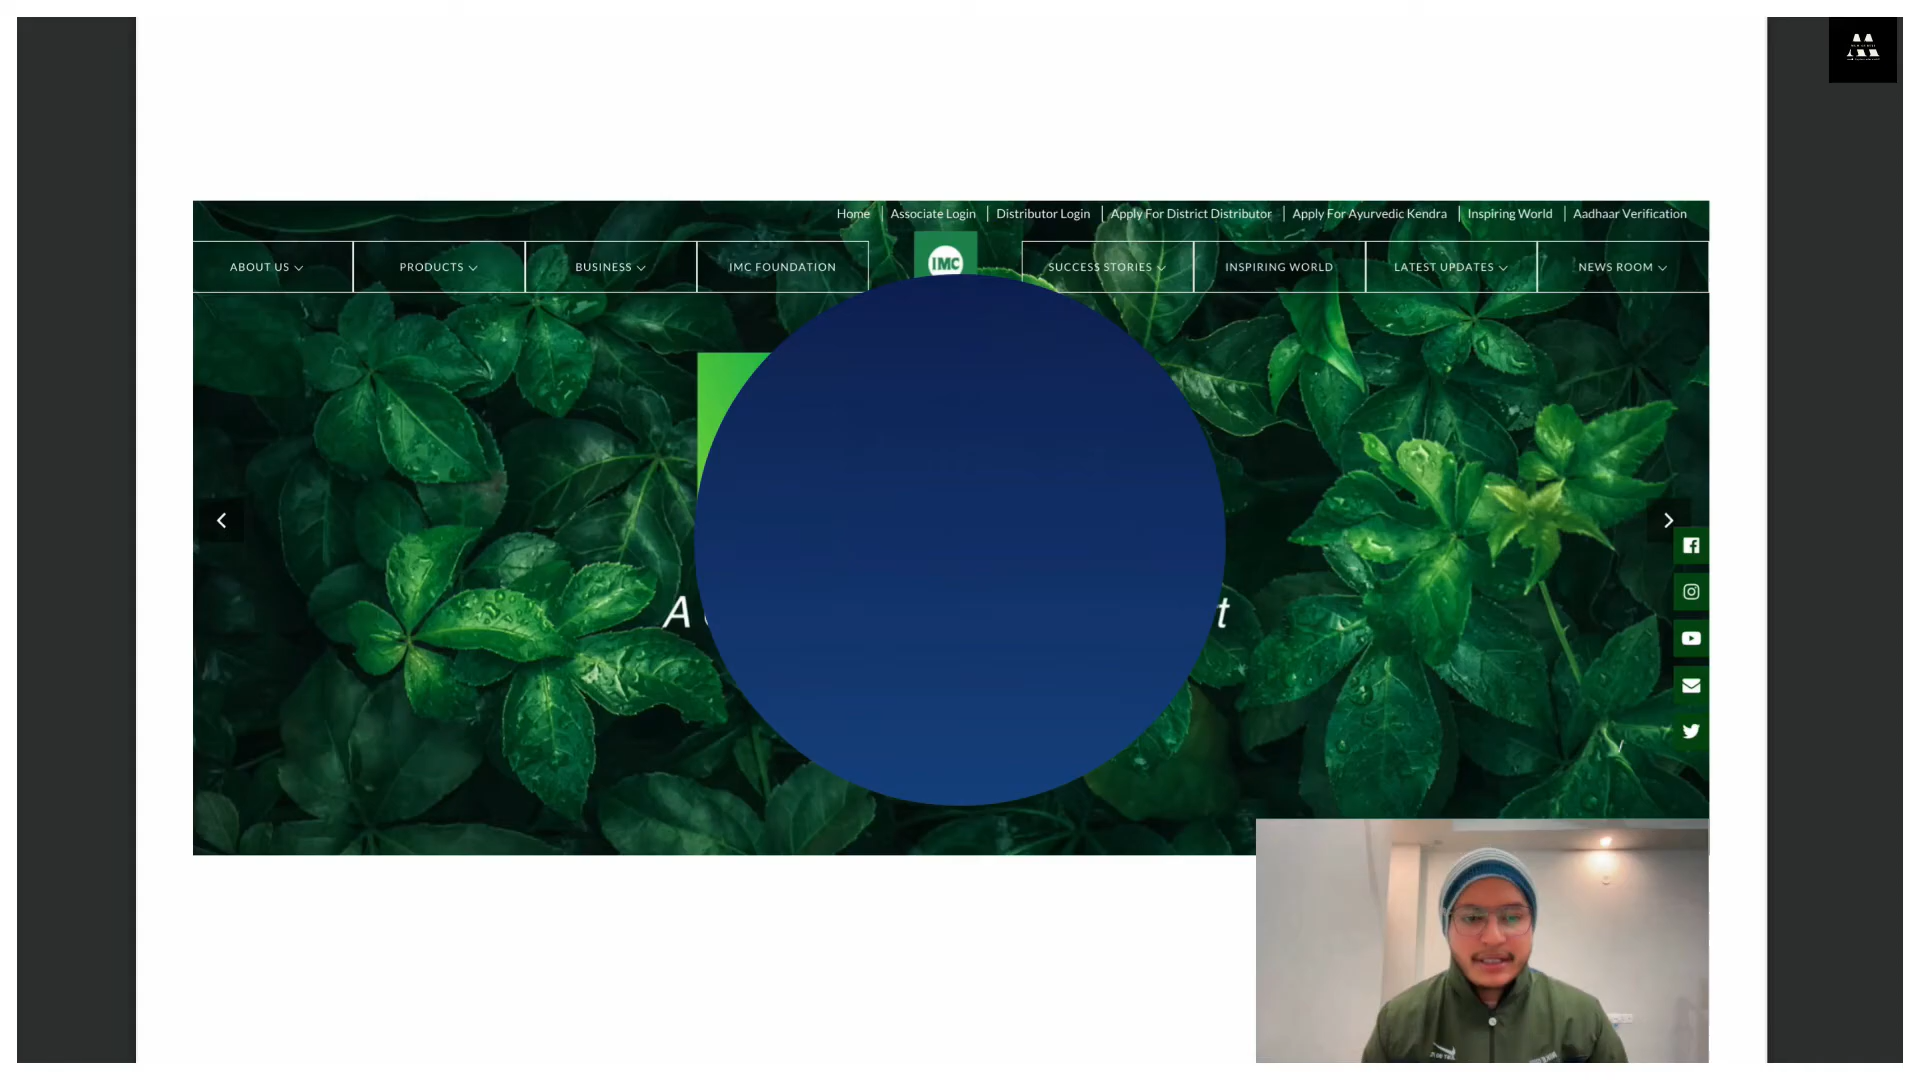 Home
Associate Login
Distributor Login
Apply For District Distributor
Apply For Ayurvedic Kendra
Inspiring World
Aadhaar Verification
ABOUT US
PRODUCTS
BUSINESS
IMC FOUNDATION
IMC
SUCCESS STORIES
INSPIRING WORLD
LATEST UPDATES
NEWS ROOM
A